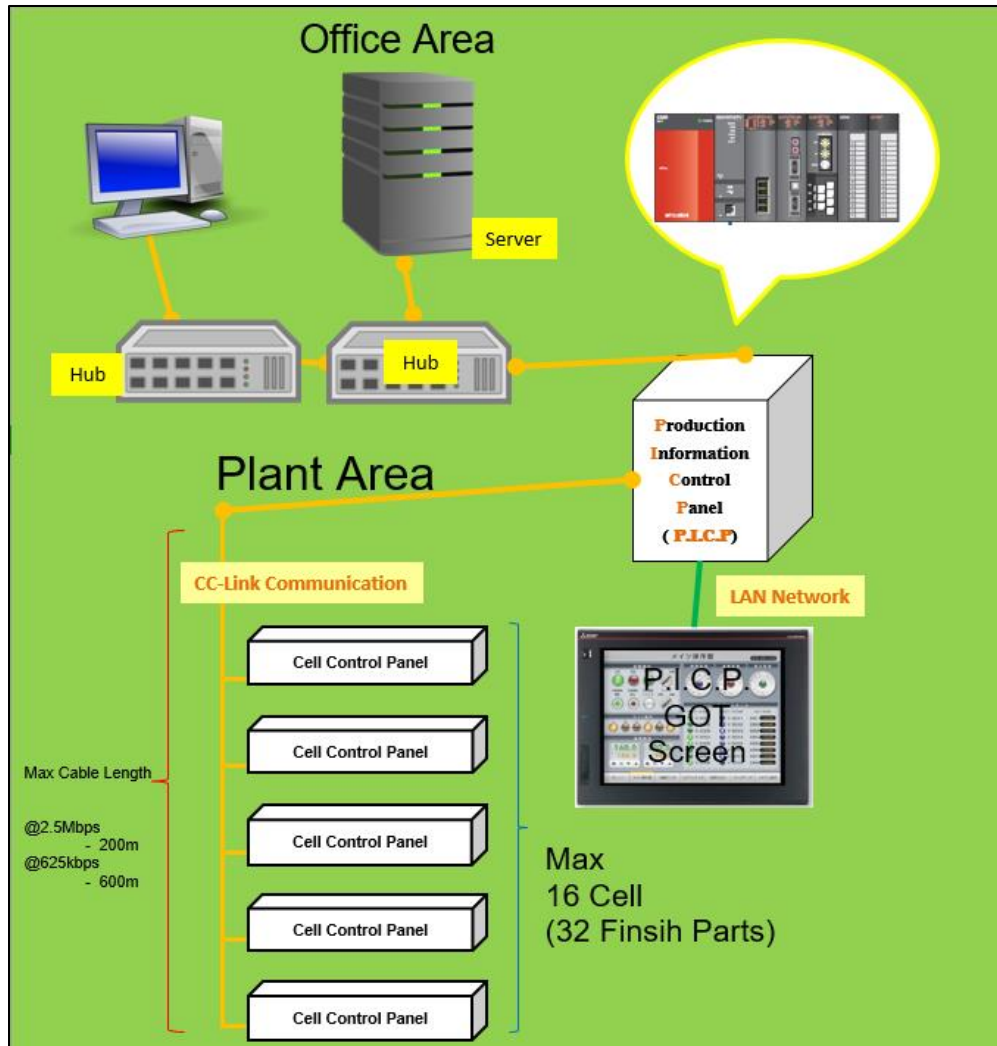 Office Area
Server
Hub
Hub
Production
Information
Control
Panel
( P.I.C.P)
Plant Area
CC-Link Communication
LAN Network
Cell Control Panel
Cell Control Panel
Cell Control Panel
Cell Control Panel
Cell Control Panel
Max Cable Length
@2.5Mbps
- 200m
@625kbps
- 600m
P.I.C.P.
GOT
Screen
Max
16 Cell
(32 Finsih Parts)